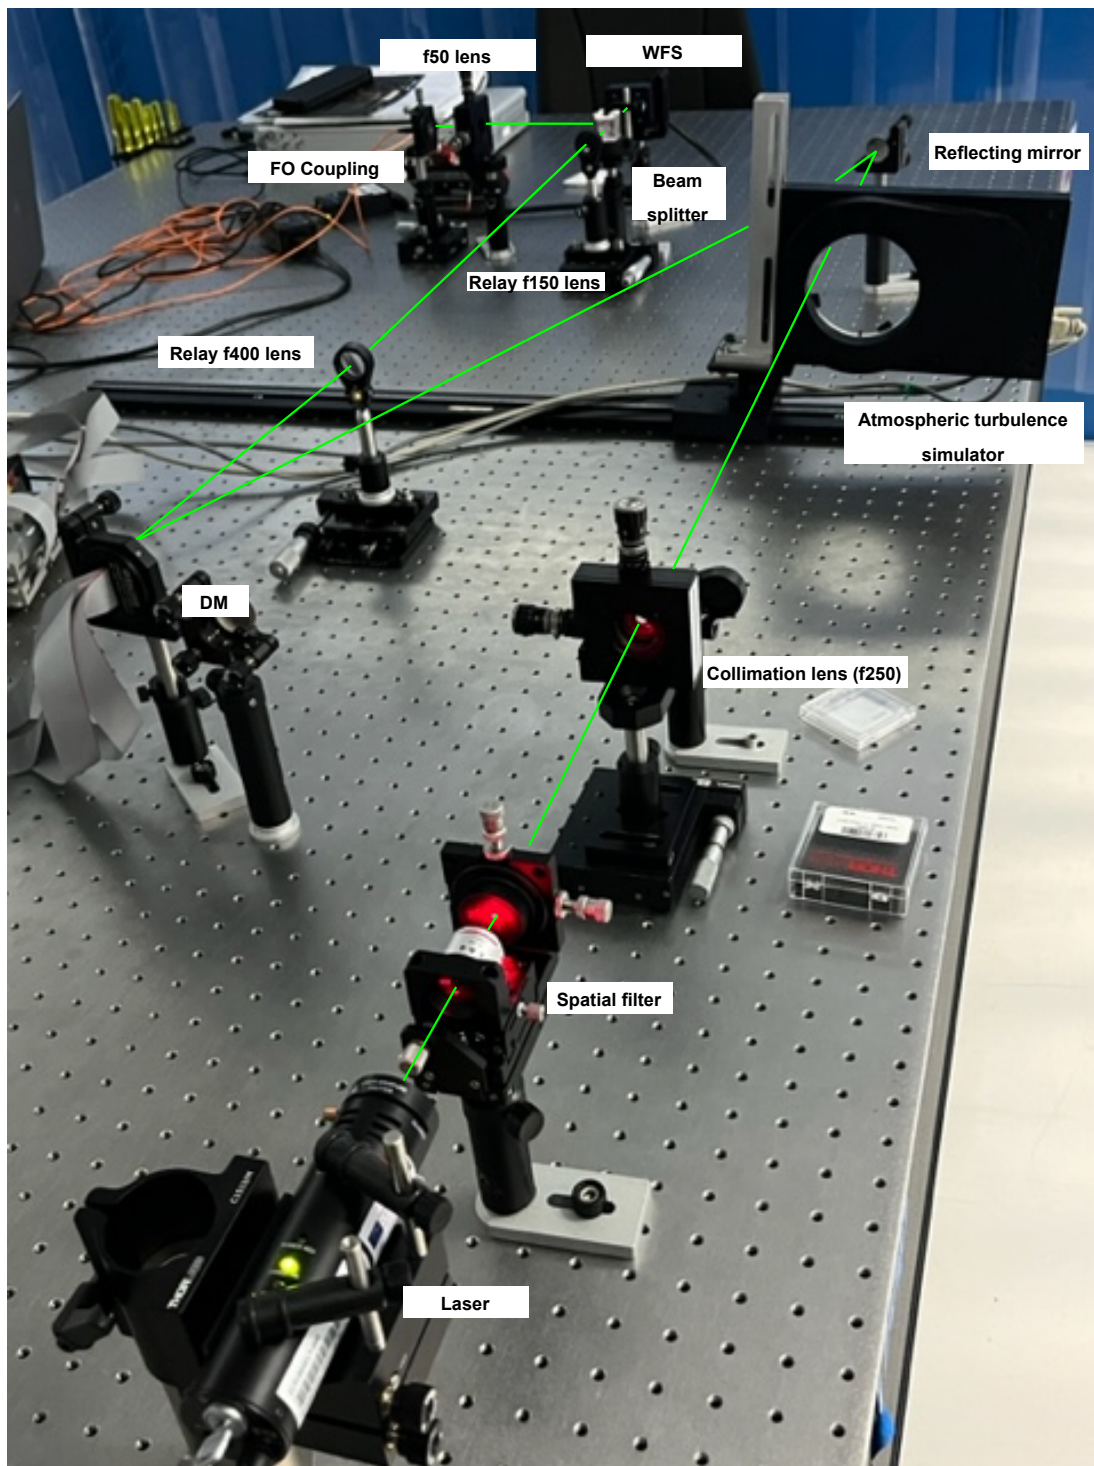 f50 lens
WFS
FO Coupling
Beam
splitter
Reflecting mirror
Relay f150 lens
Relay f400 lens
Atmospheric turbulence
simulator
DM
Collimation lens (f250)
Spatial filter
Laser